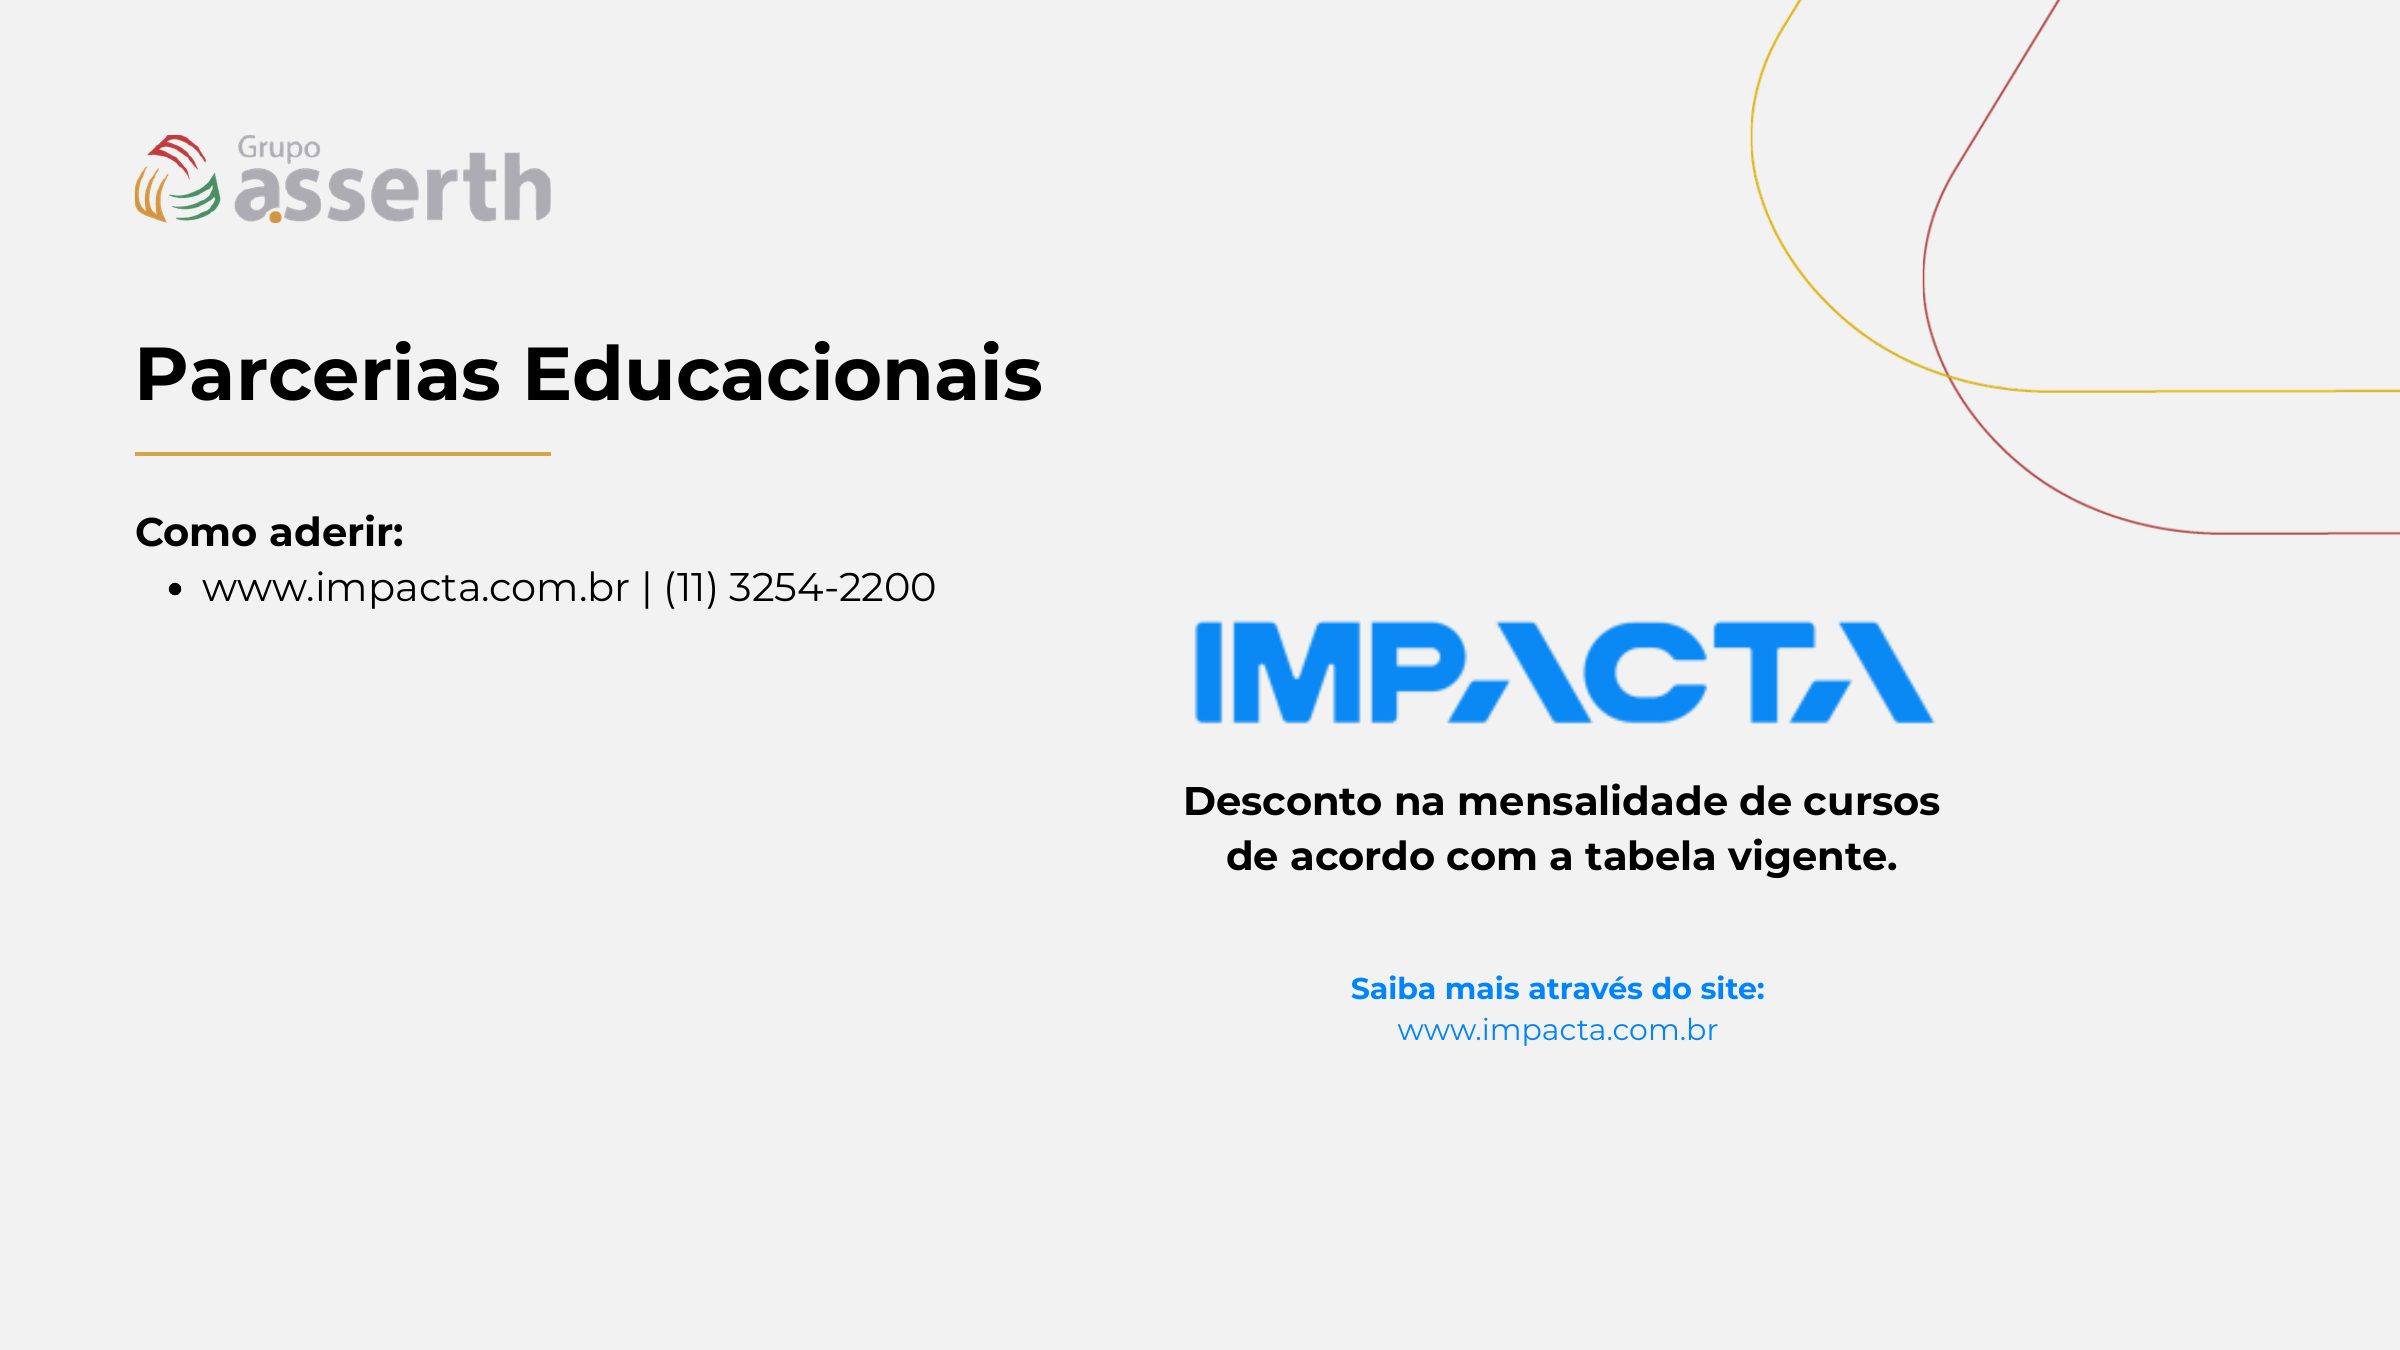 Grupo
asserth
Parcerias Educacionais
Como aderir:
• www.impacta.com.br | (11) 3254-2200
IMPACTA
Desconto na mensalidade de cursos
de acordo com a tabela vigente.
Saiba mais através do site:
www.impacta.com.br